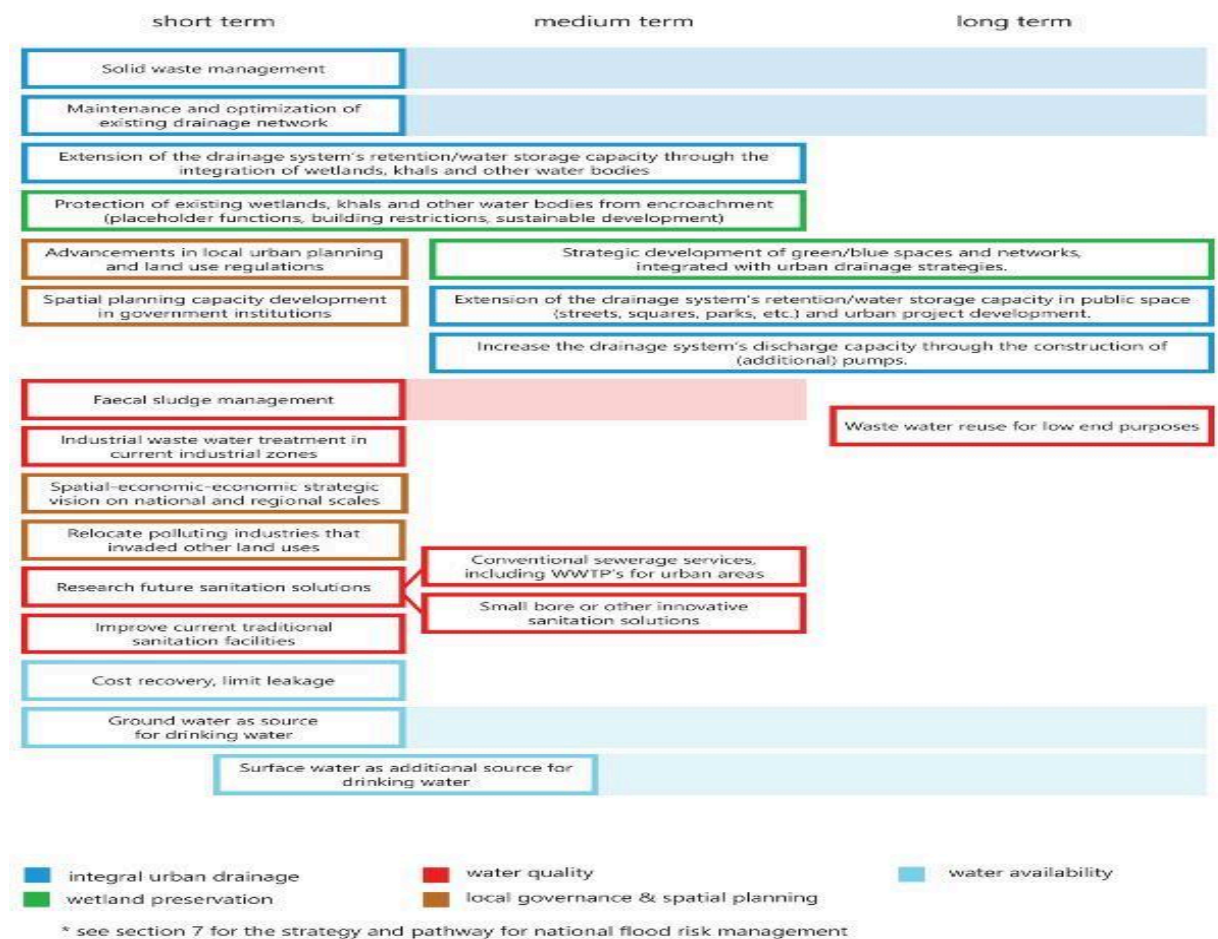 short term
medium term
long term
Solid waste management
Maintenance and optimization of
existing drainage network
Extension of the drainage system's retention/water storage capacity through the
integration of wetlands, khals and other water bodies
Protection of existing wetlands, khals and other water bodies from encroachment
(placeholder functions, building restrictions, sustainable development)
Advancements in local urban planning
and land use regulations
Strategic development of green/blue spaces and networks,
integrated with urban drainage strategies.
Spatial planning capacity development
in government institutions
Extension of the drainage system's retention/water storage capacity in public space
(streets, squares, parks, etc.) and urban project development.
Increase the drainage system's discharge capacity through the construction of
(additional) pumps.
Faecal sludge management
Waste water reuse for low end purposes
Industrial waste water treatment in
current industrial zones
Spatial-economic-economic strategic
vision on national and regional scales
Relocate polluting industries that
invaded other land uses
Conventional sewerage services,
including WWTP's for urban areas
Research future sanitation solutions
Small bore or other innovative
sanitation solutions
Improve current traditional
sanitation facilities
Cost recovery, limit leakage
Ground water as source
for drinking water
Surface water as additional source for
drinking water
integral urban drainage
water quality
water availability
wetland preservation
local governance & spatial planning
* see section 7 for the strategy and pathway for national flood risk management